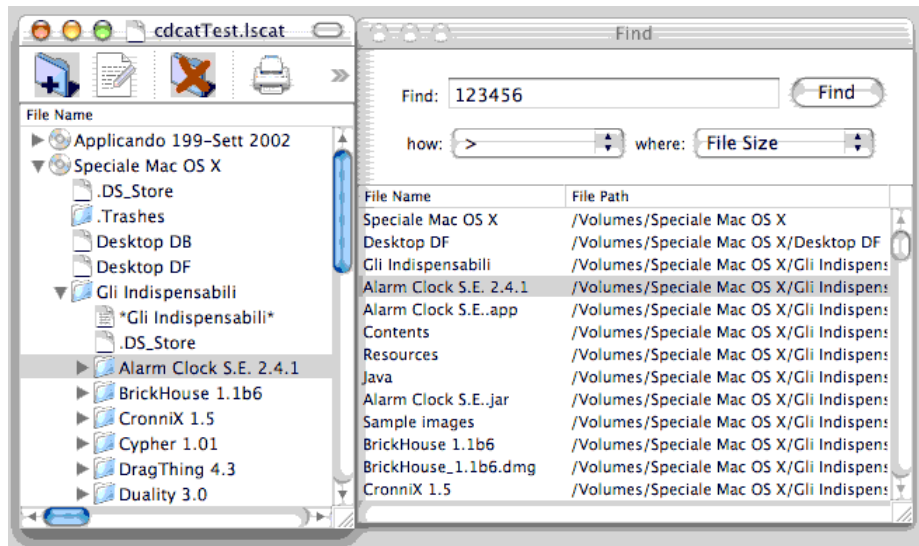 cdcatTest.lscat
»
File Name
Applicando 199-Sett 2002
Speciale Mac OS X
.DS_Store
.Trashes
Desktop DB
Desktop DF
Gli Indispensabili
*Gli Indispensabili*
.DS_Store
Alarm Clock S.E. 2.4.1
BrickHouse 1.1b6
CronniX 1.5
Cypher 1.01
DragThing 4.3
Duality 3.0
Find
Find: 123456 Find
how: > where: File Size
File Name File Path
Speciale Mac OS X /Volumes/Speciale Mac OS X
Desktop DF /Volumes/Speciale Mac OS X/Desktop DF
Gli Indispensabili /Volumes/Speciale Mac OS X/Gli Indispens
Alarm Clock S.E. 2.4.1 /Volumes/Speciale Mac OS X/Gli Indispens
Alarm Clock S.E..app /Volumes/Speciale Mac OS X/Gli Indispens
Contents /Volumes/Speciale Mac OS X/Gli Indispens
Resources /Volumes/Speciale Mac OS X/Gli Indispens
Java /Volumes/Speciale Mac OS X/Gli Indispens
Alarm Clock S.E..jar /Volumes/Speciale Mac OS X/Gli Indispens
Sample images /Volumes/Speciale Mac OS X/Gli Indispens
BrickHouse 1.1b6 /Volumes/Speciale Mac OS X/Gli Indispens
BrickHouse_1.1b6.dmg /Volumes/Speciale Mac OS X/Gli Indispens
CronniX 1.5 /Volumes/Speciale Mac OS X/Gli Indispens